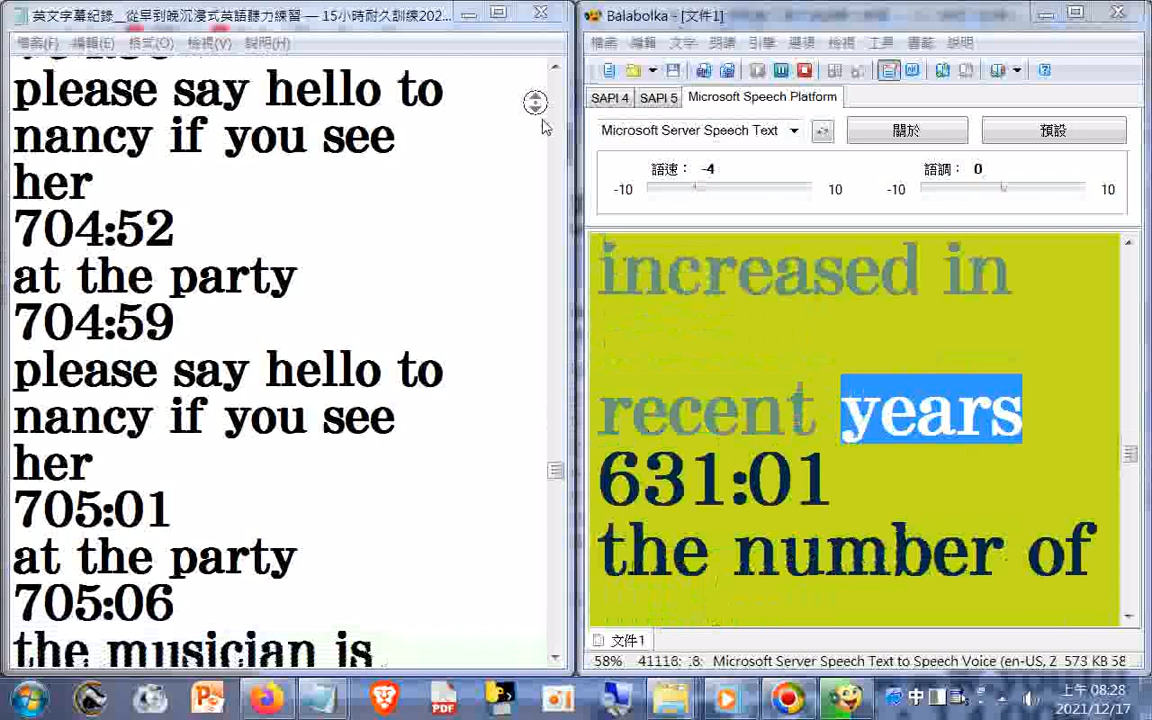 英文字幕紀錄__從早到晚沉浸式英語聽力練習 — 15小時耐久訓練202...
檔案(F) 編輯(E) 格式(O) 檢視(V) 說明(H)
please say hello to
nancy if you see
her
704:52
at the party
704:59
please say hello to
nancy if you see
her
705:01
at the party
705:06
the musician is
Balabolka - [文件1]
檔案 編輯 文字 朗讀 引擎 選項 檢視 工具 書籤 說明
SAPI 4 SAPI 5 Microsoft Speech Platform
Microsoft Server Speech Text 關於 預設
語速： -4 語調： 0
-10 10 -10 10
increased in
recent years
631:01
the number of
文件1
58% 41118: 18: Microsoft Server Speech Text to Speech Voice (en-US, Z 573 KB 58
中
上午 08:28
2021/12/17